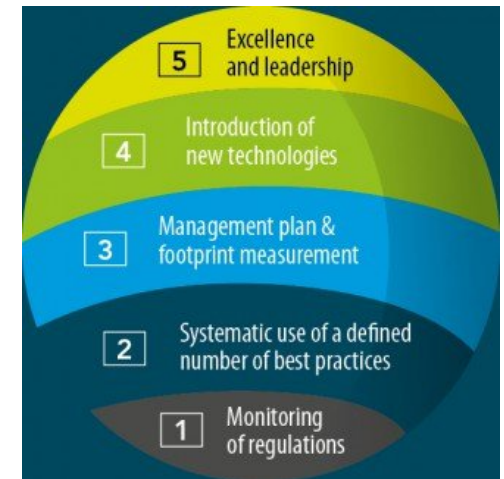 5
Excellence
and leadership
4
Introduction of
new technologies
3
Management plan &
footprint measurement
2
Systematic use of a defined
number of best practices
1
Monitoring
of regulations